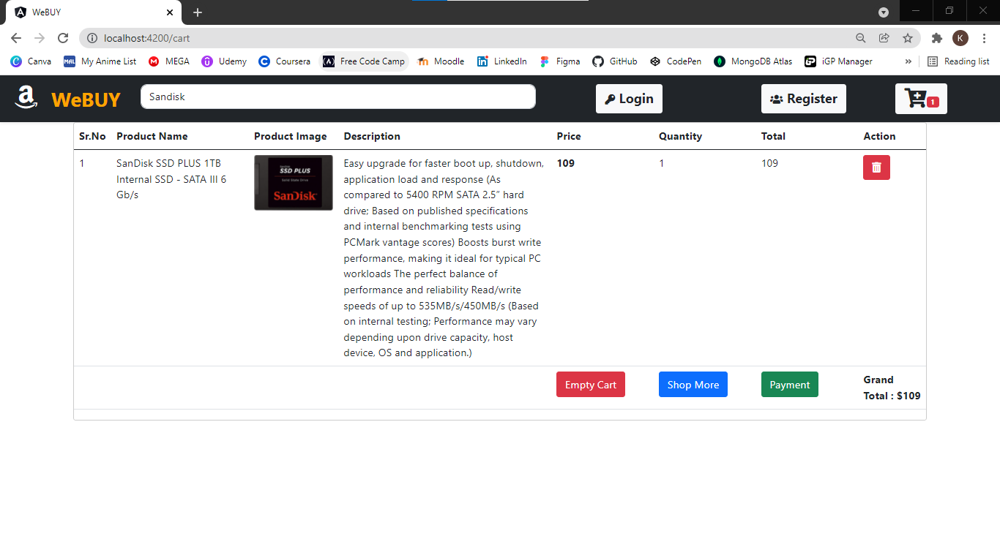 WeBUY
localhost:4200/cart
K
Canva
MAL My Anime List
MEGA
Udemy
Coursera
Free Code Camp
Moodle
LinkedIn
Figma
GitHub
CodePen
MongoDB Atlas
iGP Manager
»
Reading list
a WeBUY
Sandisk
Login
Register
1
Sr.No Product Name Product Image Description Price Quantity Total Action
1
SanDisk SSD PLUS 1TB
Internal SSD - SATA III 6
Gb/s
SanDisk
SSD PLUS
Solid State Drive
SanDisk
Easy upgrade for faster boot up, shutdown,
application load and response (As
compared to 5400 RPM SATA 2.5” hard
drive; Based on published specifications
and internal benchmarking tests using
PCMark vantage scores) Boosts burst write
performance, making it ideal for typical PC
workloads The perfect balance of
performance and reliability Read/write
speeds of up to 535MB/s/450MB/s (Based
on internal testing; Performance may vary
depending upon drive capacity, host
device, OS and application.)
109
1
109
Empty Cart
Shop More
Payment
Grand
Total : $109